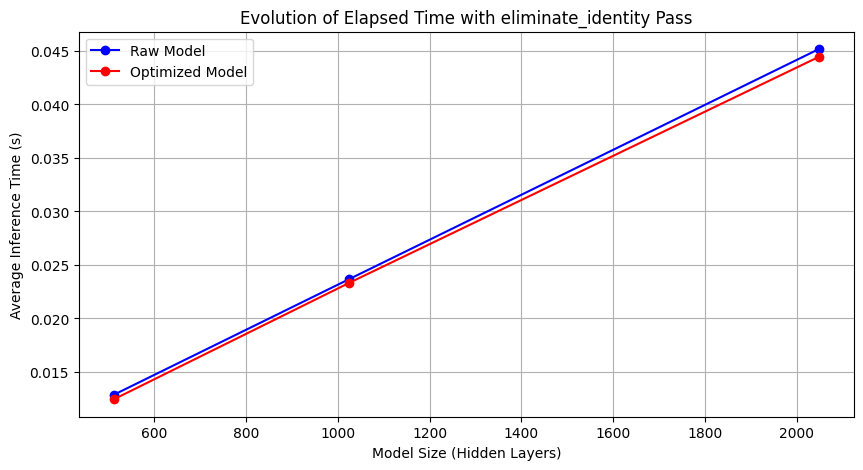 Evolution of Elapsed Time with eliminate_identity Pass
Raw Model
Optimized Model
Average Inference Time (s)
0.045
0.040
0.035
0.030
0.025
0.020
0.015
600 800 1000 1200 1400 1600 1800 2000
Model Size (Hidden Layers)